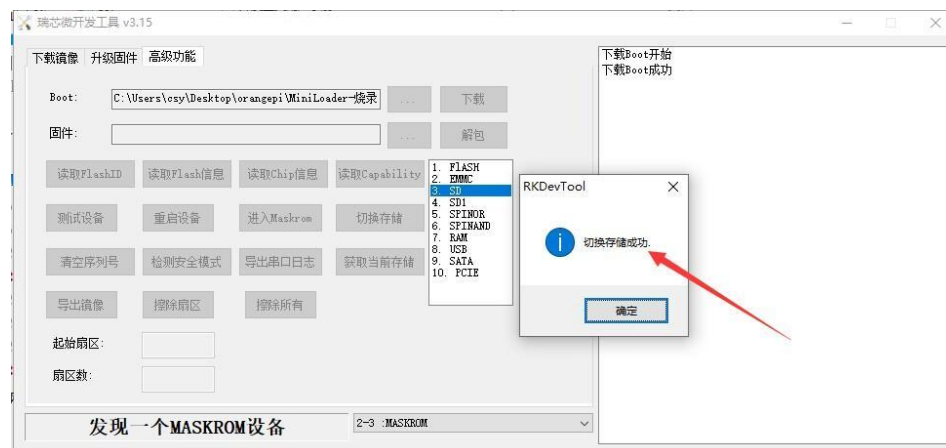 瑞芯微开发工具 v3.15
下载镜像 升级固件 高级功能
Boot: C:\Users\csy\Desktop\orangepi\MiniLoader-烧录 ... 下载
固件: ... 解包
读取FlashID 读取Flash信息 读取Chip信息 读取Capability
测试设备 重启设备 进入Maskrom 切换存储
清空序列号 检测安全模式 导出串口日志 获取当前存储
导出镜像 擦除扇区 擦除所有
起始扇区:
扇区数:
1. FlASH
2. EMMC
3. SD
4. SD1
5. SPINOR
6. SPINAND
7. RAM
8. USB
9. SATA
10. PCIE
RKDevTool
切换存储成功.
确定
下载Boot开始
下载Boot成功
发现一个MASKROM设备 2-3 :MASKROM